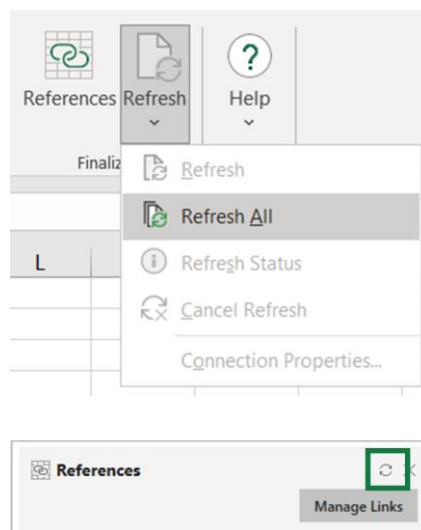 References Refresh Help
Finaliz
Refresh
Refresh All
L
Refresh Status
Cancel Refresh
Connection Properties...
References
Manage Links